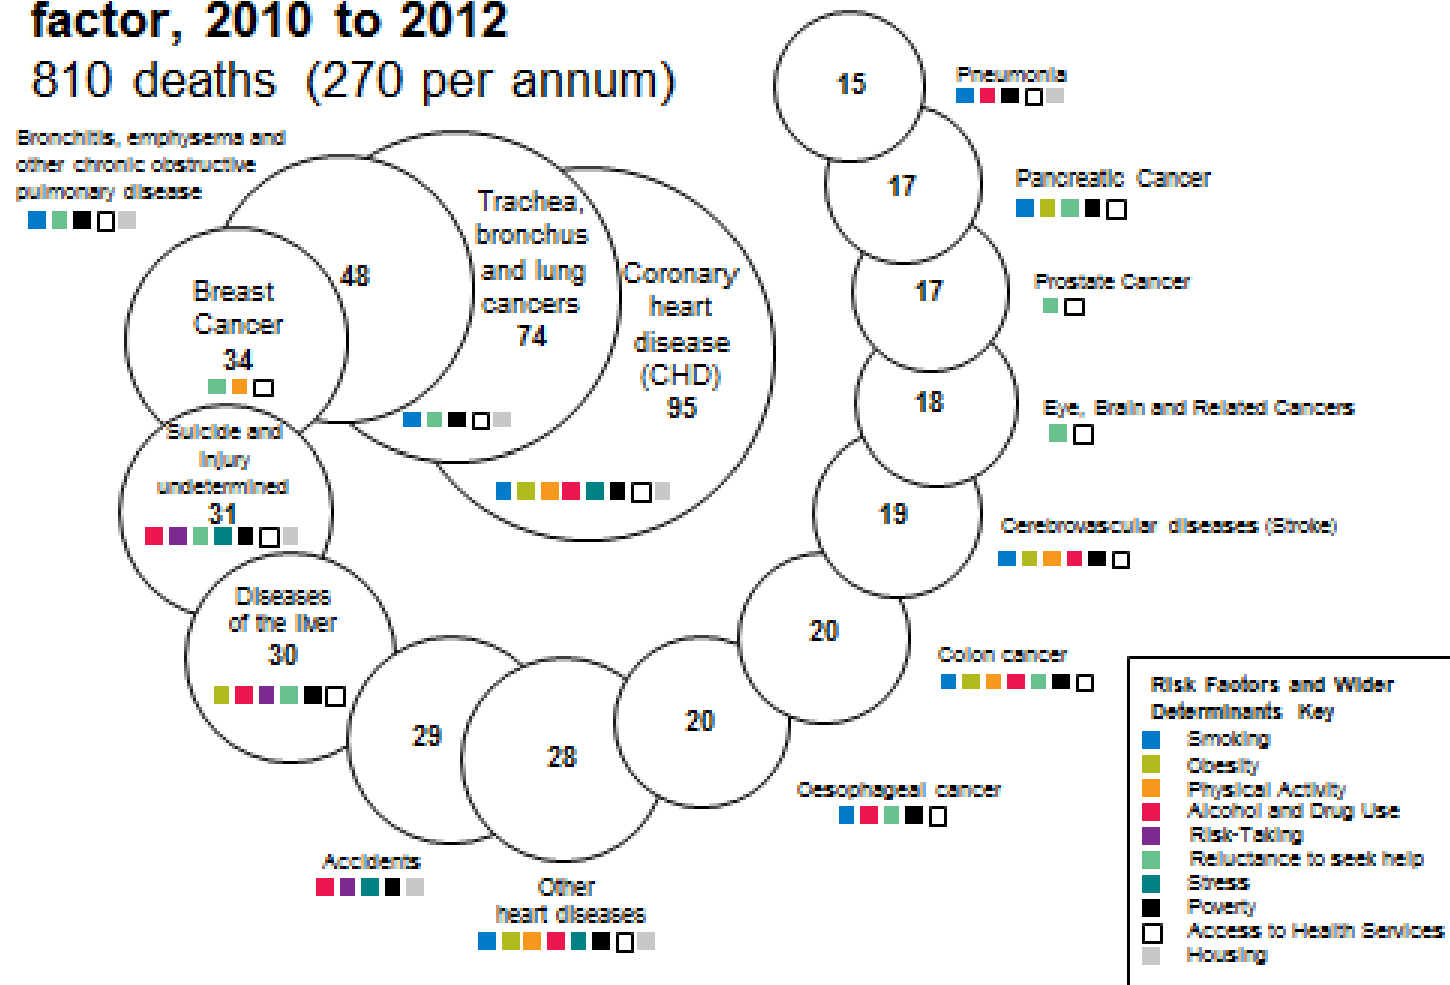 factor, 2010 to 2012
810 deaths (270 per annum)
Bronchitis, emphysema and
other chronic obstructive
pulmonary disease
48
Trachea,
bronchus
and lung
cancers
74
Coronary
heart
disease
(CHD)
95
Breast
Cancer
34
Suicide and
Injury
undetermined
31
Diseases
of the liver
30
29
Accidents
28
Other
heart diseases
20
Oesophageal cancer
20
Colon cancer
19
Cerebrovascular diseases (Stroke)
18
Eye, Brain and Related Cancers
17
Prostate Cancer
17
Pancreatic Cancer
15
Pneumonia
Risk Factors and Wider
Determinants Key
Smoking
Obesity
Physical Activity
Alcohol and Drug Use
Risk-Taking
Reluctance to seek help
Stress
Poverty
Access to Health Services
Housing